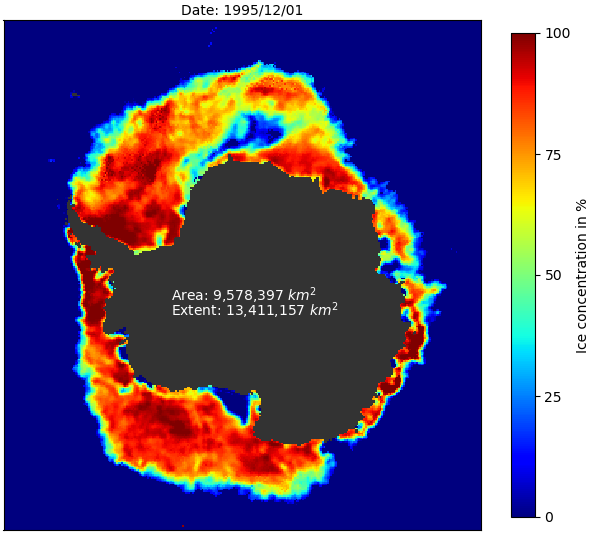 Date: 1995/12/01
100
75
50
25
0
Ice concentration in %
Area: 9,578,397 km²
Extent: 13,411,157 km²